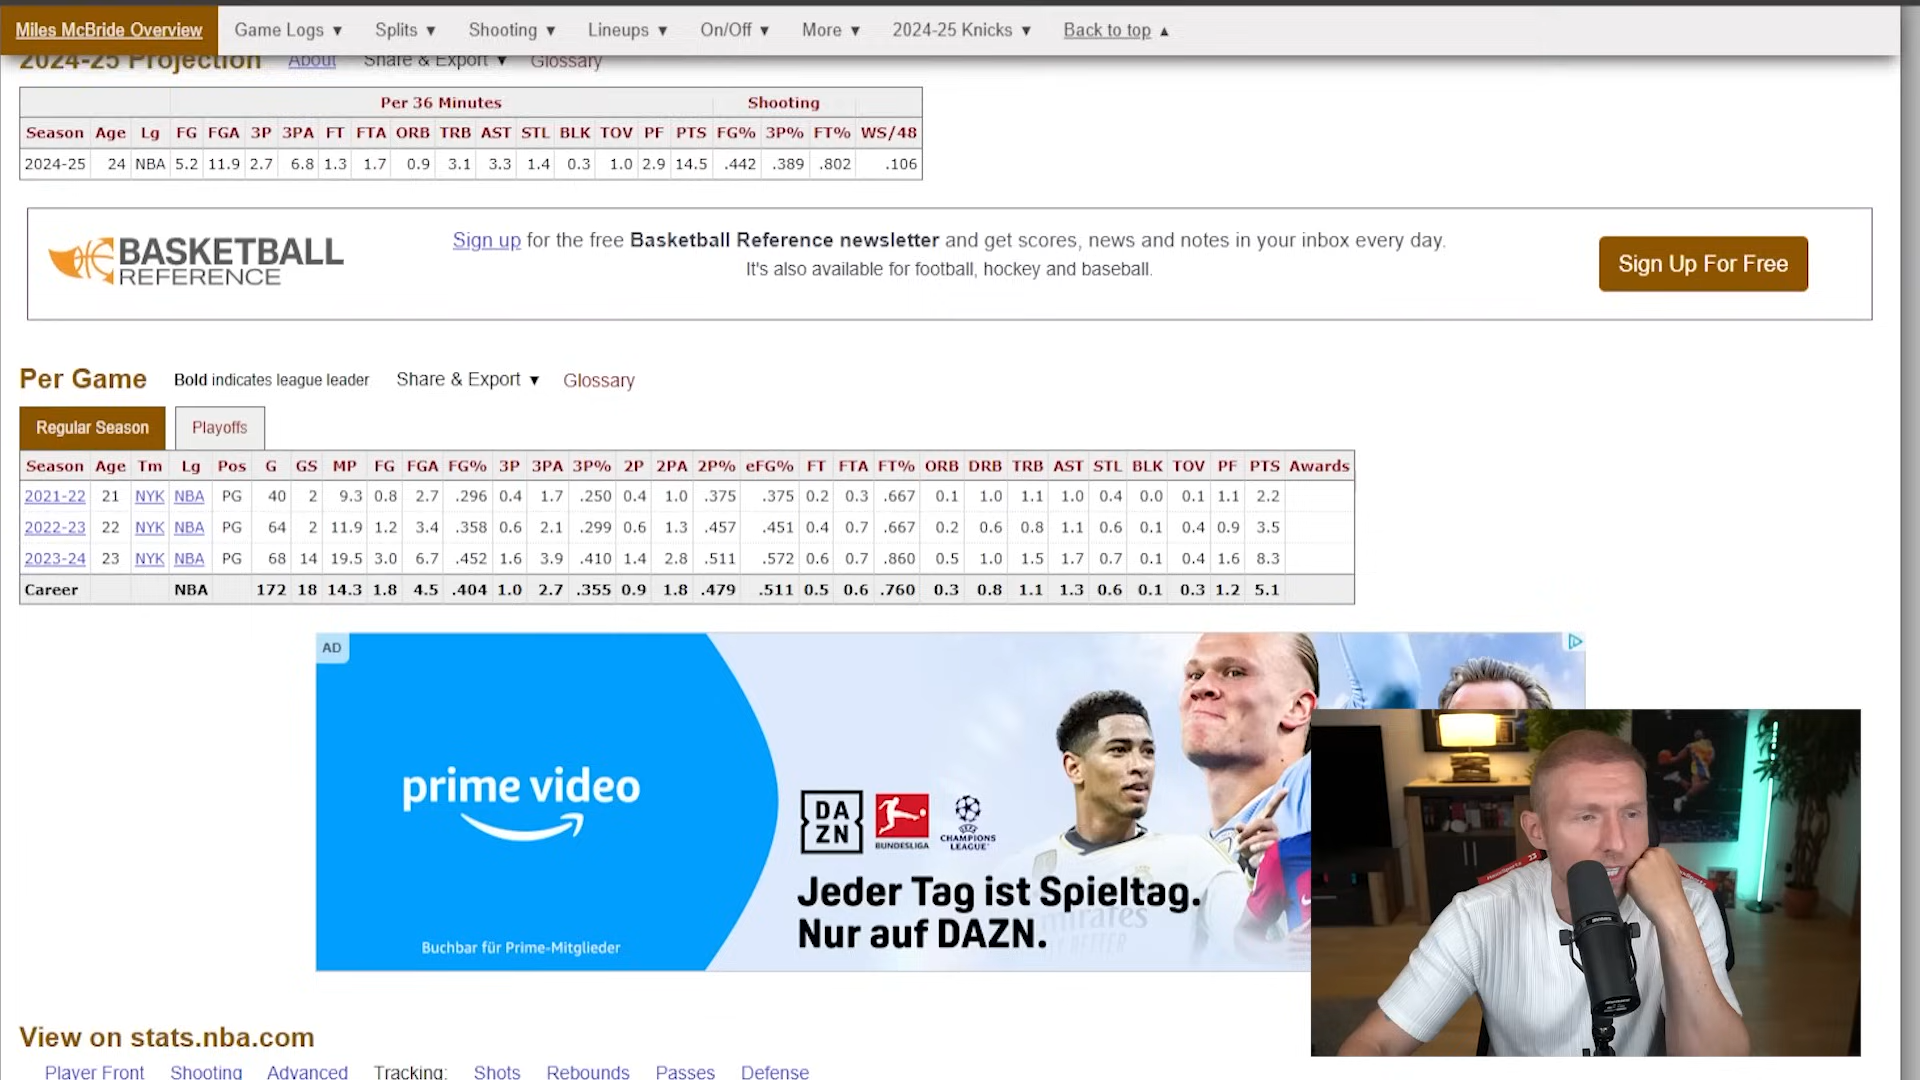 Miles McBride Overview Game Logs ▼ Splits ▼ Shooting ▼ Lineups ▼ On/Off ▼ More ▼ 2024-25 Knicks ▼ Back to top ▲
2024-25 Projection About Share & Export ▼ Glossary
Per 36 Minutes Shooting
Season Age Lg FG FGA 3P 3PA FT FTA ORB TRB AST STL BLK TOV PF PTS FG% 3P% FT% WS/48
2024-25 24 NBA 5.2 11.9 2.7 6.8 1.3 1.7 0.9 3.1 3.3 1.4 0.3 1.0 2.9 14.5 .442 .389 .802 .106
BASKETBALL
REFERENCE
Sign up for the free Basketball Reference newsletter and get scores, news and notes in your inbox every day.
It's also available for football, hockey and baseball.
Sign Up For Free
Per Game Bold indicates league leader Share & Export ▼ Glossary
Regular Season Playoffs
Season Age Tm Lg Pos G GS MP FG FGA FG% 3P 3PA 3P% 2P 2PA 2P% eFG% FT FTA FT% ORB DRB TRB AST STL BLK TOV PF PTS Awards
2021-22 21 NYK NBA PG 40 2 9.3 0.8 2.7 .296 0.4 1.7 .250 0.4 1.0 .375 .375 0.2 0.3 .667 0.1 1.0 1.1 1.0 0.4 0.0 0.1 1.1 2.2
2022-23 22 NYK NBA PG 64 2 11.9 1.2 3.4 .358 0.6 2.1 .299 0.6 1.3 .457 .451 0.4 0.7 .667 0.2 0.6 0.8 1.1 0.6 0.1 0.4 0.9 3.5
2023-24 23 NYK NBA PG 68 14 19.5 3.0 6.7 .452 1.6 3.9 .410 1.4 2.8 .511 .572 0.6 0.7 .860 0.5 1.0 1.5 1.7 0.7 0.1 0.4 1.6 8.3
Career NBA 172 18 14.3 1.8 4.5 .404 1.0 2.7 .355 0.9 1.8 .479 .511 0.5 0.6 .760 0.3 0.8 1.1 1.3 0.6 0.1 0.3 1.2 5.1
AD
prime video
DA
ZN
BUNDESLIGA
UEFA
CHAMPIONS
LEAGUE
Jeder Tag ist Spieltag.
Nur auf DAZN.
Buchbar für Prime-Mitglieder
View on stats.nba.com
Player Front Shooting Advanced Tracking: Shots Rebounds Passes Defense